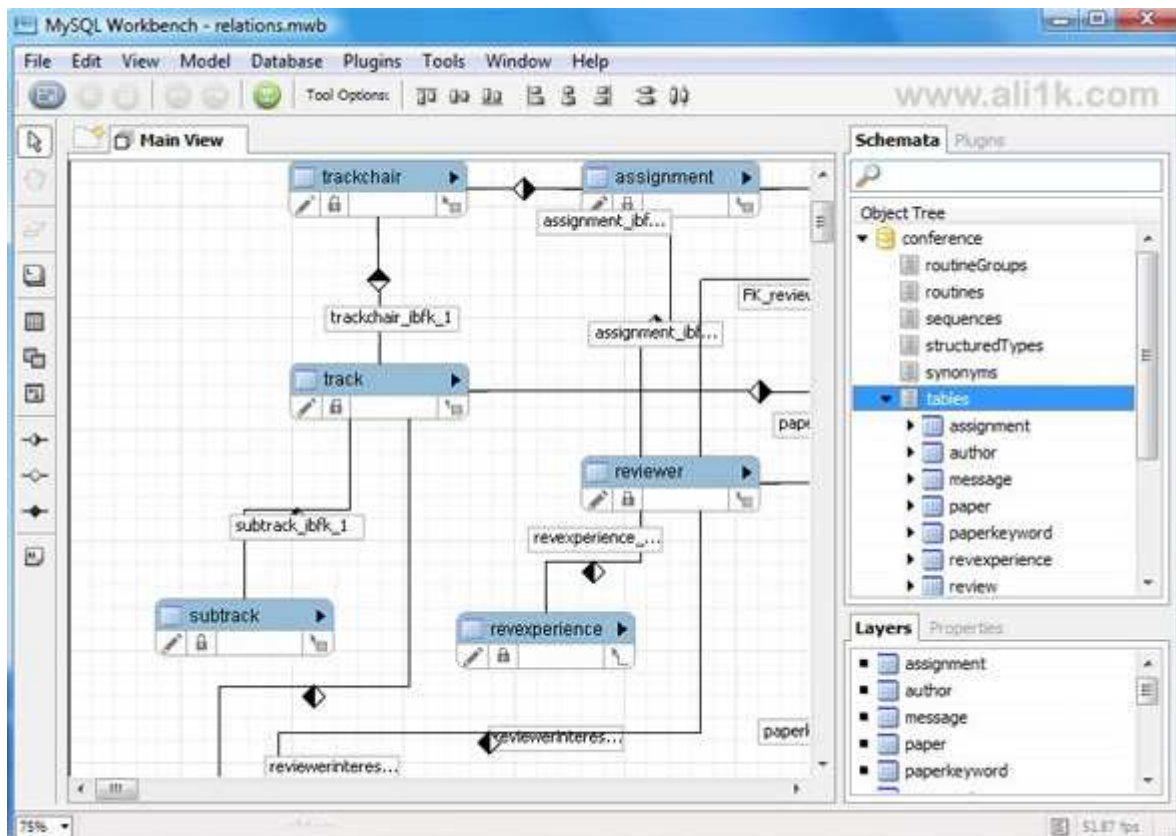 MySQL Workbench - relations.mwb
File Edit View Model Database Plugins Tools Window Help
Tool Options:
www.ali1k.com
Main View
trackchair
assignment
assignment_ibf...
FK_review
trackchair_ibfk_1
assignment_ibf...
track
pape
reviewer
subtrack_ibfk_1
revexperience_...
subtrack
revexperience
reviewerinteres...
paperk
reviewerinteres...
Schemata Plugins
Object Tree
conference
routineGroups
routines
sequences
structuredTypes
synonyms
tables
assignment
author
message
paper
paperkeyword
revexperience
review
Layers Properties
assignment
author
message
paper
paperkeyword
75%
51.87 fps